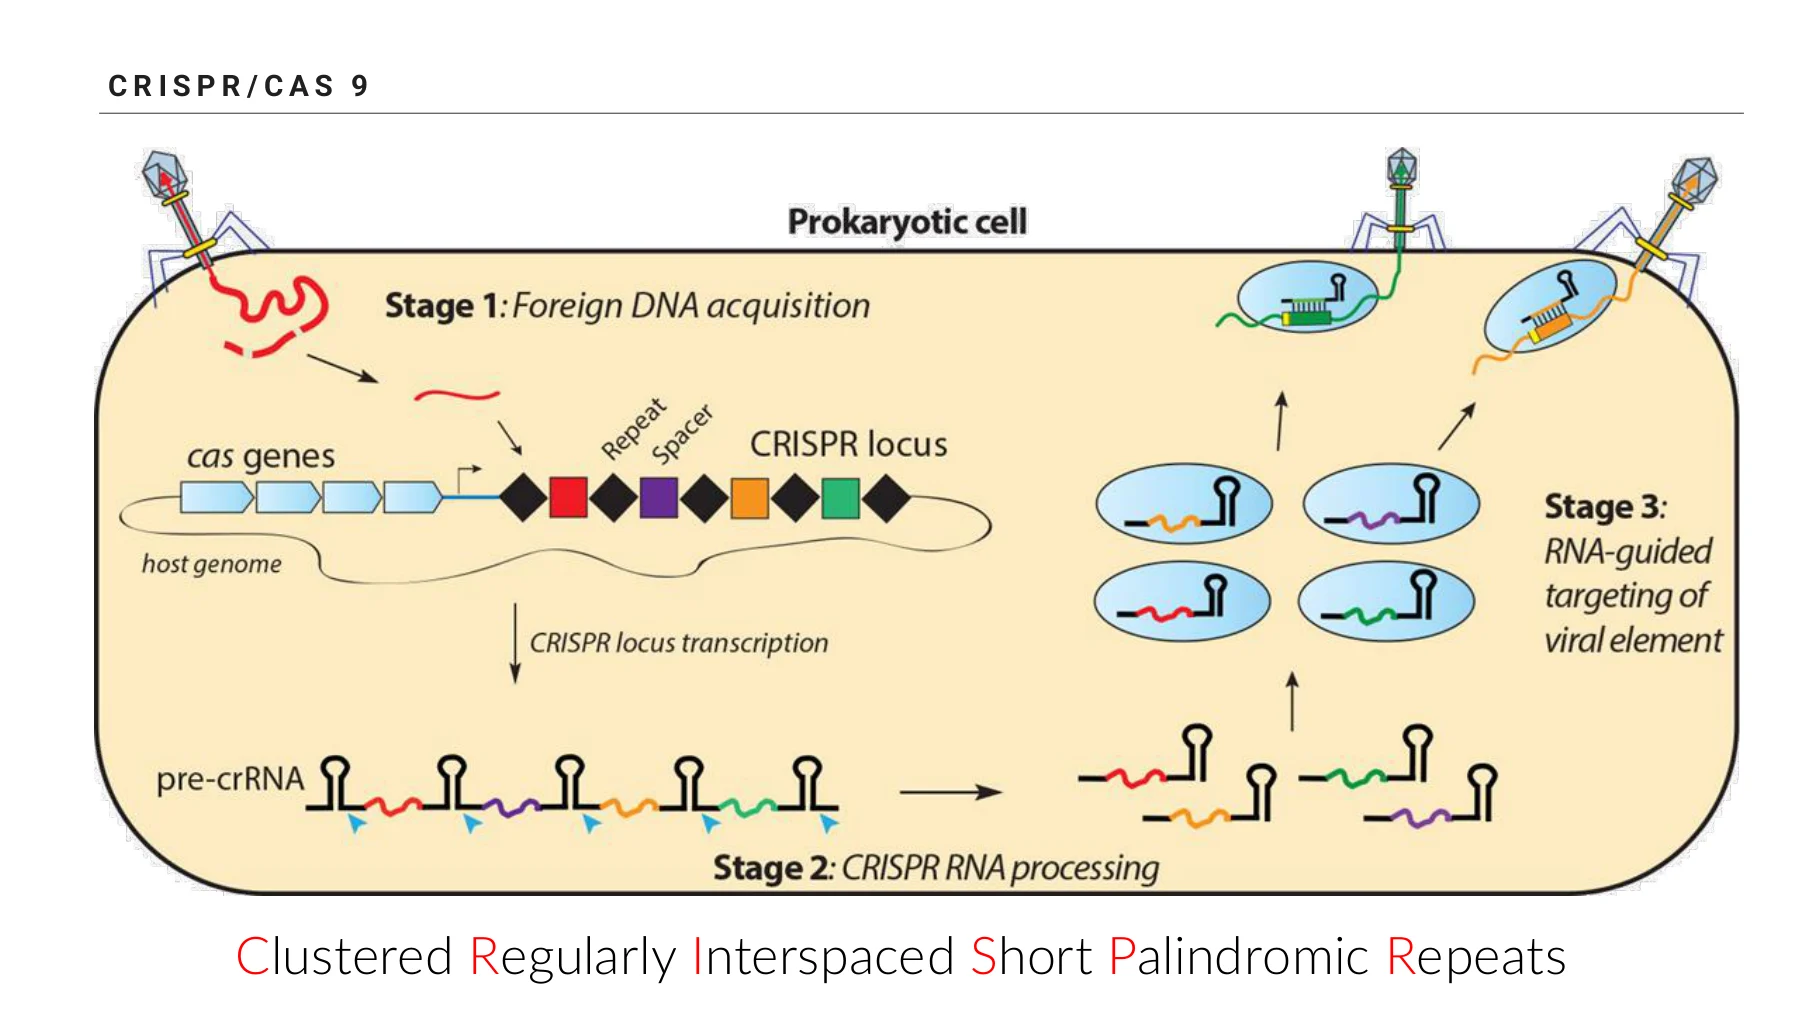 CRISPR/CAS 9
Prokaryotic cell
Stage 1: Foreign DNA acquisition
Repeat
Spacer
CRISPR locus
cas genes
host genome
CRISPR locus transcription
pre-crRNA
Stage 2: CRISPR RNA processing
Stage 3:
RNA-guided
targeting of
viral element
Clustered Regularly Interspaced Short Palindromic Repeats